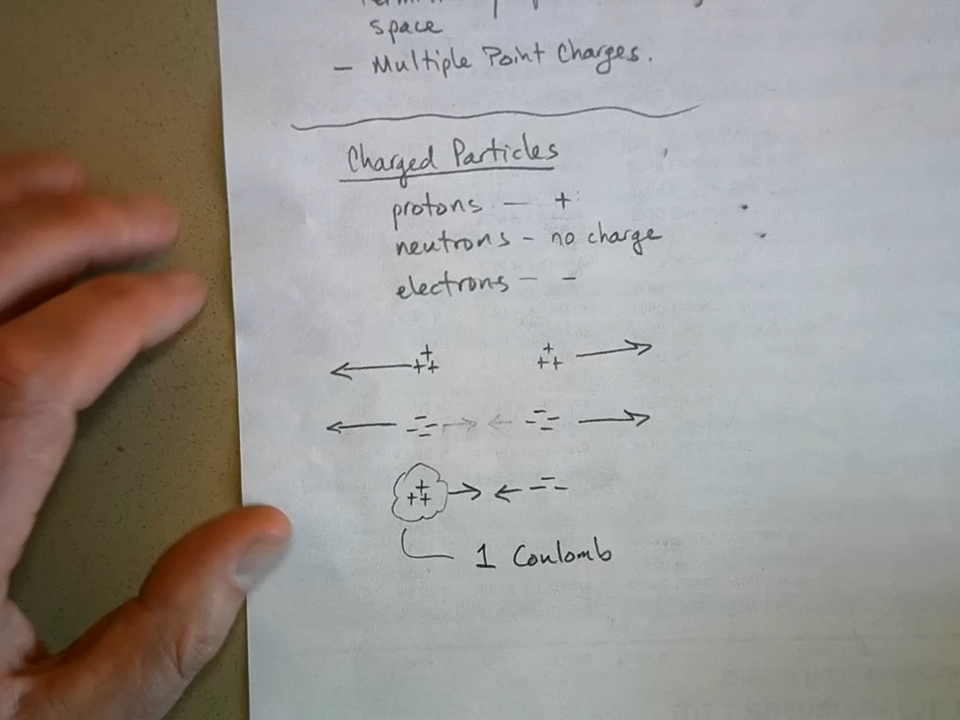 space
- Multiple Point Charges.
Charged Particles
protons - +
neutrons - no charge
electrons - -
+ +
++ ++
- - - - - -
+ - - -
++
1 Coulomb